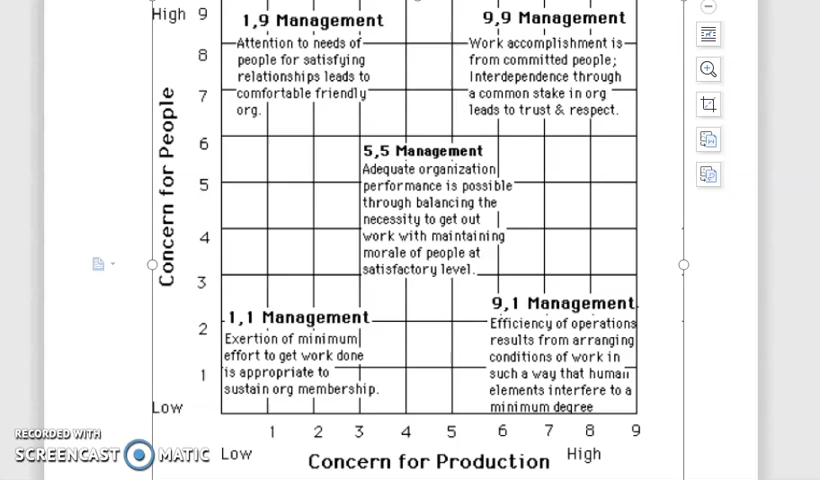 High 9
1,9 Management
9,9 Management
Attention to needs of
people for satisfying
relationships leads to
comfortable friendly
org.
Work accomplishment is
from committed people;
Interdependence through
a common stake in org
leads to trust & respect.
8
7
6
5,5 Management
Adequate organization
performance is possible
through balancing the
necessity to get out
work with maintaining
morale of people at
satisfactory level.
5
4
3
Concern for People
1,1 Management
Exertion of minimum
effort to get work done
is appropriate to
sustain org membership.
9,1 Management
Efficiency of operations
results from arranging
conditions of work in
such a way that human
elements interfere to a
minimum degree
2
1
Low
1 2 3 4 5 6 7 8 9
Low
High
Concern for Production
RECORDED WITH
SCREENCAST MATIC